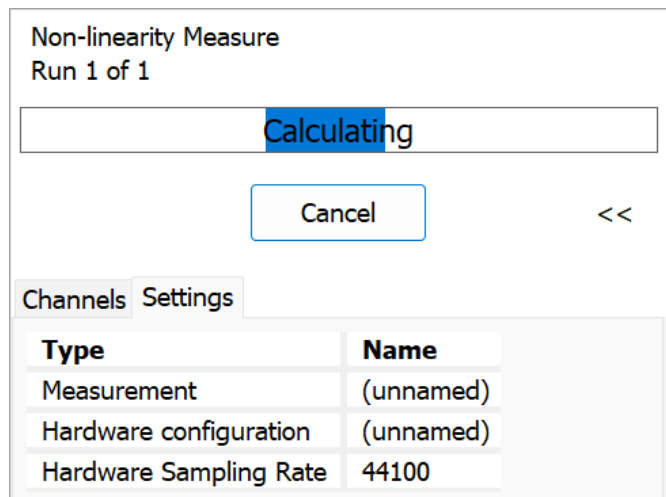 Non-linearity Measure
Run 1 of 1
Calculating
Cancel <<
Channels Settings
Type Name
Measurement (unnamed)
Hardware configuration (unnamed)
Hardware Sampling Rate 44100